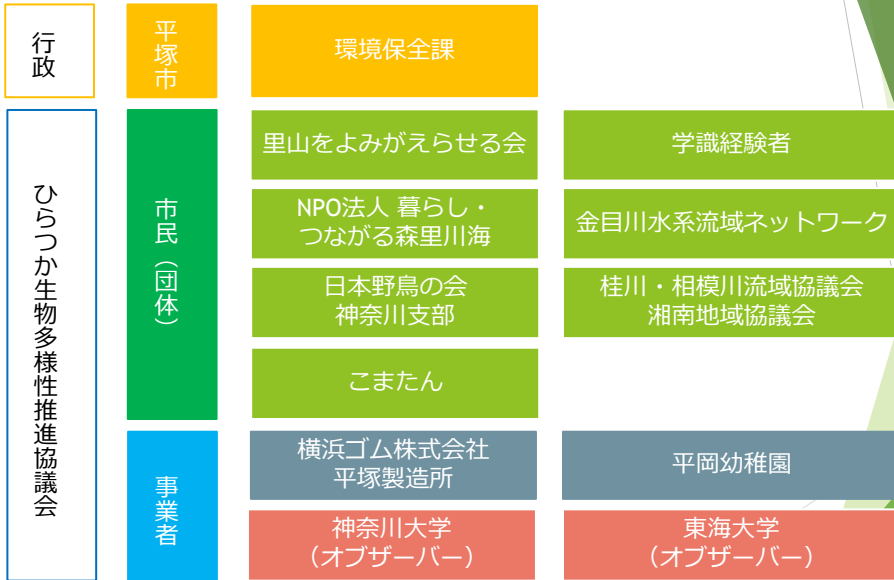 行政
平塚市
環境保全課
ひらつか生物多様性推進協議会
市民（団体）
里山をよみがえらせる会
学識経験者
NPO法人 暮らし・
つながる森里川海
金目川水系流域ネットワーク
日本野鳥の会
神奈川支部
桂川・相模川流域協議会
湘南地域協議会
こまたん
事業者
横浜ゴム株式会社
平塚製造所
平岡幼稚園
神奈川大学
（オブザーバー）
東海大学
（オブザーバー）